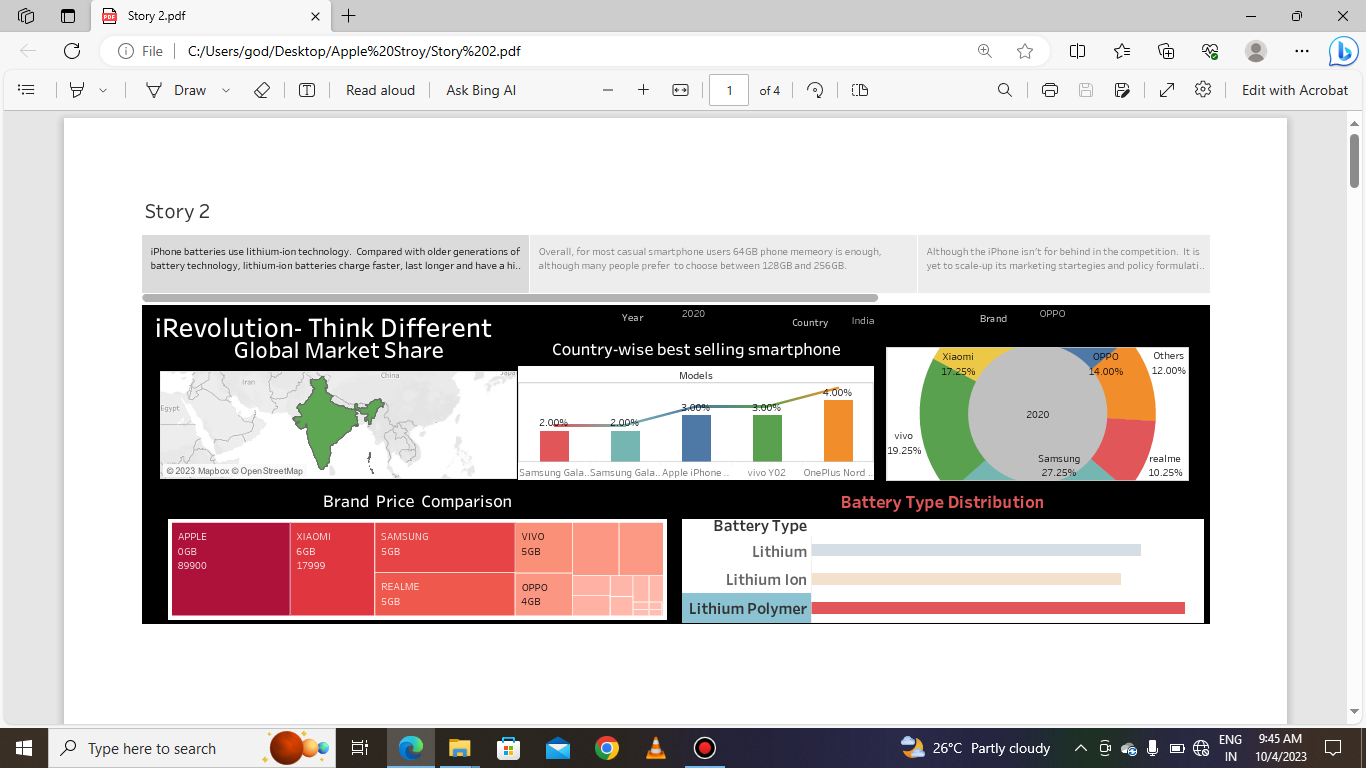 Story 2.pdf
File
C:/Users/god/Desktop/Apple%20Stroy/Story%202.pdf
Draw
Read aloud
Ask Bing AI
1
of 4
Edit with Acrobat
Story 2
iPhone batteries use lithium-ion technology. Compared with older generations of
battery technology, lithium-ion batteries charge faster, last longer and have a hi..
Overall, for most casual smartphone users 64GB phone memeory is enough,
although many people prefer to choose between 128GB and 256GB.
Although the iPhone isn't for behind in the competition. It is
yet to scale-up its marketing startegies and policy formulati..
iRevolution- Think Different
Global Market Share
Year
2020
Country
India
Brand
OPPO
Country-wise best selling smartphone
China
Iran
Egypt
© 2023 Mapbox © OpenStreetMap
Models
2.00%
2.00%
3.00%
3.00%
4.00%
Samsung Gala..
Samsung Gala..
Apple iPhone ..
vivo Y02
OnePlus Nord ..
Xiaomi
17.25%
OPPO
14.00%
Others
12.00%
2020
vivo
19.25%
Samsung
27.25%
realme
10.25%
Brand Price Comparison
APPLE
0GB
89900
XIAOMI
6GB
17999
SAMSUNG
5GB
REALME
5GB
VIVO
5GB
OPPO
4GB
Battery Type Distribution
Battery Type
Lithium
Lithium Ion
Lithium Polymer
Type here to search
26°C Partly cloudy
ENG
IN
9:45 AM
10/4/2023